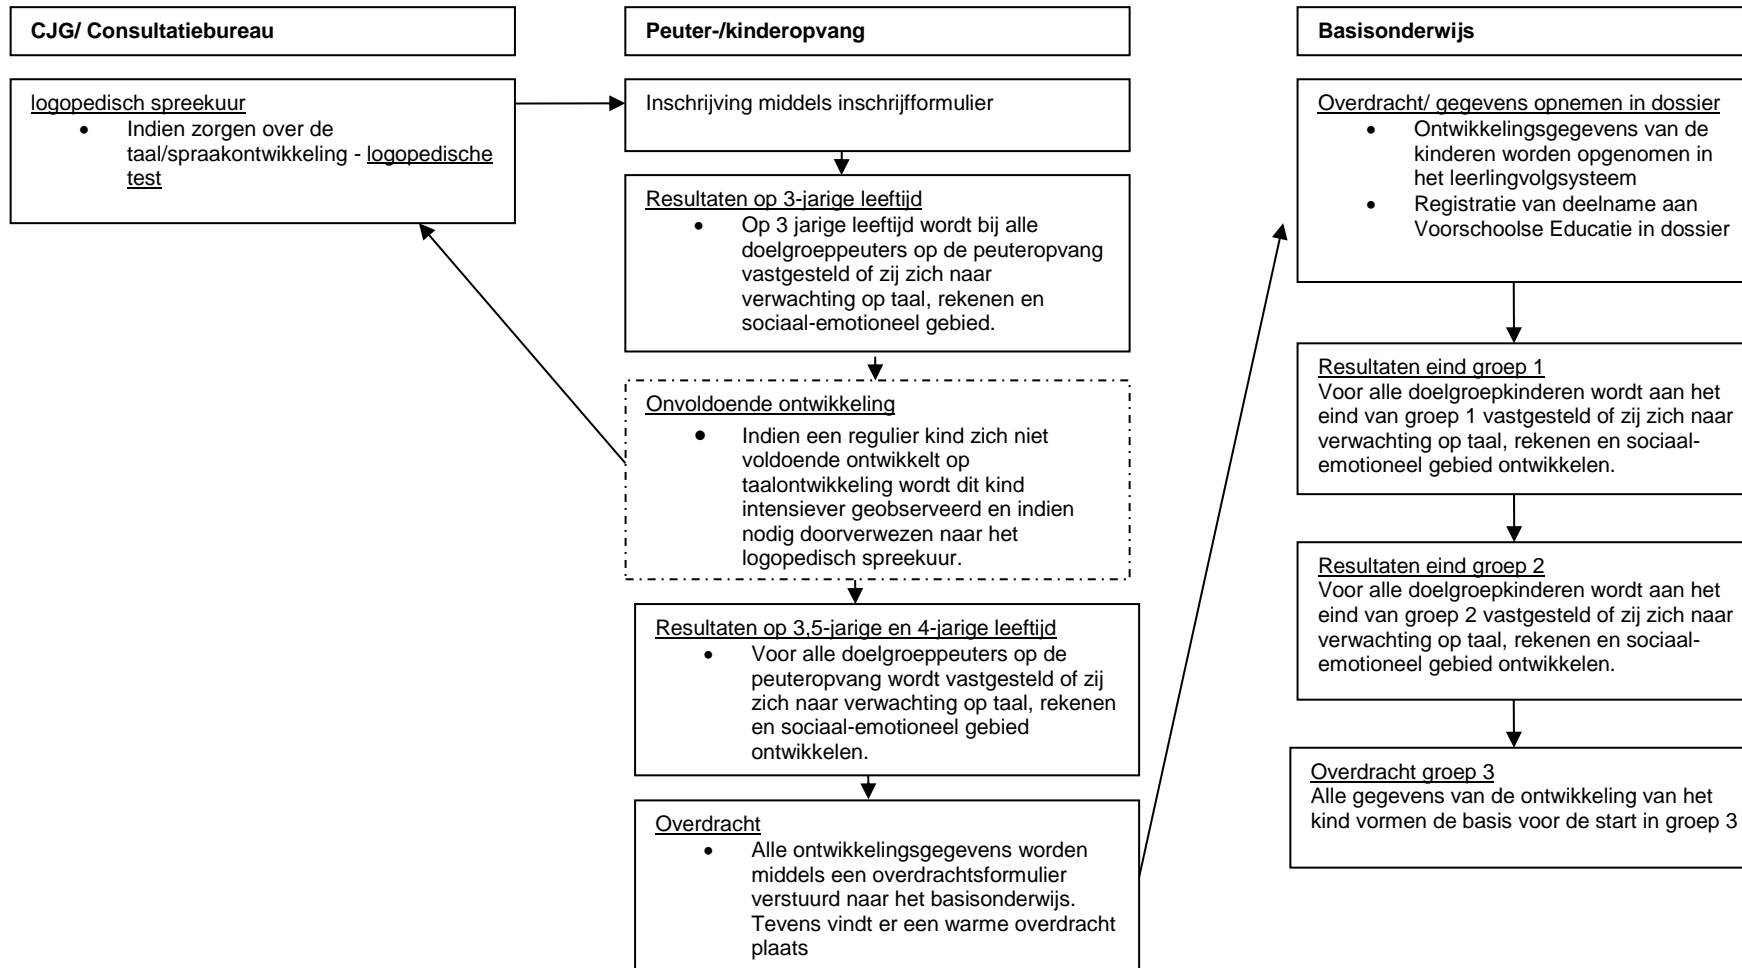 CJG/ Consultatiebureau
logopedisch spreekuur
• Indien zorgen over de
taal/spraakontwikkeling - logopedische
test
Peuter-/kinderopvang
Inschrijving middels inschrijfformulier
Resultaten op 3-jarige leeftijd
• Op 3 jarige leeftijd wordt bij alle
doelgroeppeuters op de peuteropvang
vastgesteld of zij zich naar
verwachting op taal, rekenen en
sociaal-emotioneel gebied.
Onvoldoende ontwikkeling
• Indien een regulier kind zich niet
voldoende ontwikkelt op
taalontwikkeling wordt dit kind
intensiever geobserveerd en indien
nodig doorverwezen naar het
logopedisch spreekuur.
Resultaten op 3,5-jarige en 4-jarige leeftijd
• Voor alle doelgroeppeuters op de
peuteropvang wordt vastgesteld of zij
zich naar verwachting op taal, rekenen
en sociaal-emotioneel gebied
ontwikkelen.
Overdracht
• Alle ontwikkelingsgegevens worden
middels een overdrachtsformulier
verstuurd naar het basisonderwijs.
Tevens vindt er een warme overdracht
plaats
Basisonderwijs
Overdracht/ gegevens opnemen in dossier
• Ontwikkelingsgegevens van de
kinderen worden opgenomen in
het leerlingvolgsysteem
• Registratie van deelname aan
Voorschoolse Educatie in dossier
Resultaten eind groep 1
Voor alle doelgroepkinderen wordt aan het
eind van groep 1 vastgesteld of zij zich naar
verwachting op taal, rekenen en sociaal-
emotioneel gebied ontwikkelen.
Resultaten eind groep 2
Voor alle doelgroepkinderen wordt aan het
eind van groep 2 vastgesteld of zij zich naar
verwachting op taal, rekenen en sociaal-
emotioneel gebied ontwikkelen.
Overdracht groep 3
Alle gegevens van de ontwikkeling van het
kind vormen de basis voor de start in groep 3